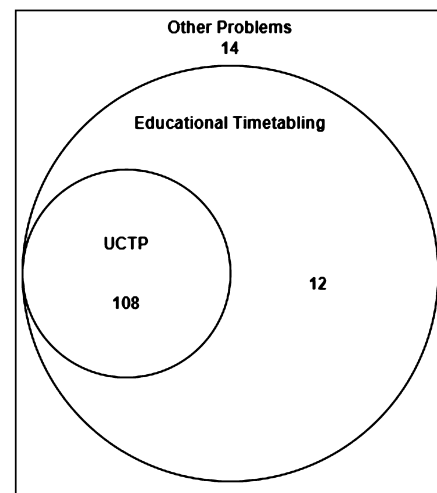 Other Problems
14
Educational Timetabling
UCTP
108
12